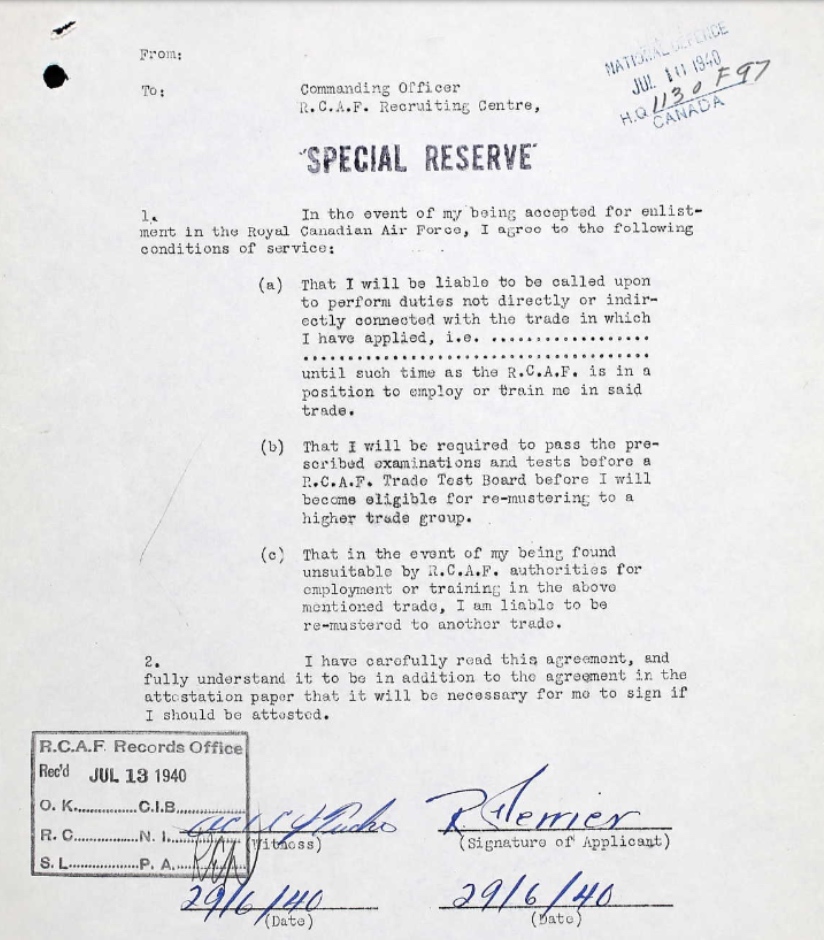 From:
NATIONAL DEFENCE
JUL 10 1940
H.Q. 1130 F 97
CANADA
To: Commanding Officer
R.C.A.F. Recruiting Centre,
"SPECIAL RESERVE"
1. In the event of my being accepted for enlist-
ment in the Royal Canadian Air Force, I agree to the following
conditions of service:
(a) That I will be liable to be called upon
to perform duties not directly or indir-
ectly connected with the trade in which
I have applied, i.e. ..................
.......................................
until such time as the R.C.A.F. is in a
position to employ or train me in said
trade.
(b) That I will be required to pass the pre-
scribed examinations and tests before a
R.C.A.F. Trade Test Board before I will
become eligible for re-mustering to a
higher trade group.
(c) That in the event of my being found
unsuitable by R.C.A.F. authorities for
employment or training in the above
mentioned trade, I am liable to be
re-mustered to another trade.
2. I have carefully read this agreement, and
fully understand it to be in addition to the agreement in the
attestation paper that it will be necessary for me to sign if
I should be attested.
R.C.A.F. Records Office
Rec'd JUL 13 1940
O. K...............C.I.B...............
R. C...............N. I...............
S. L...............P. A...............
(Witness) (Signature of Applicant)
29/6/40 29/6/40
(Date) (Date)